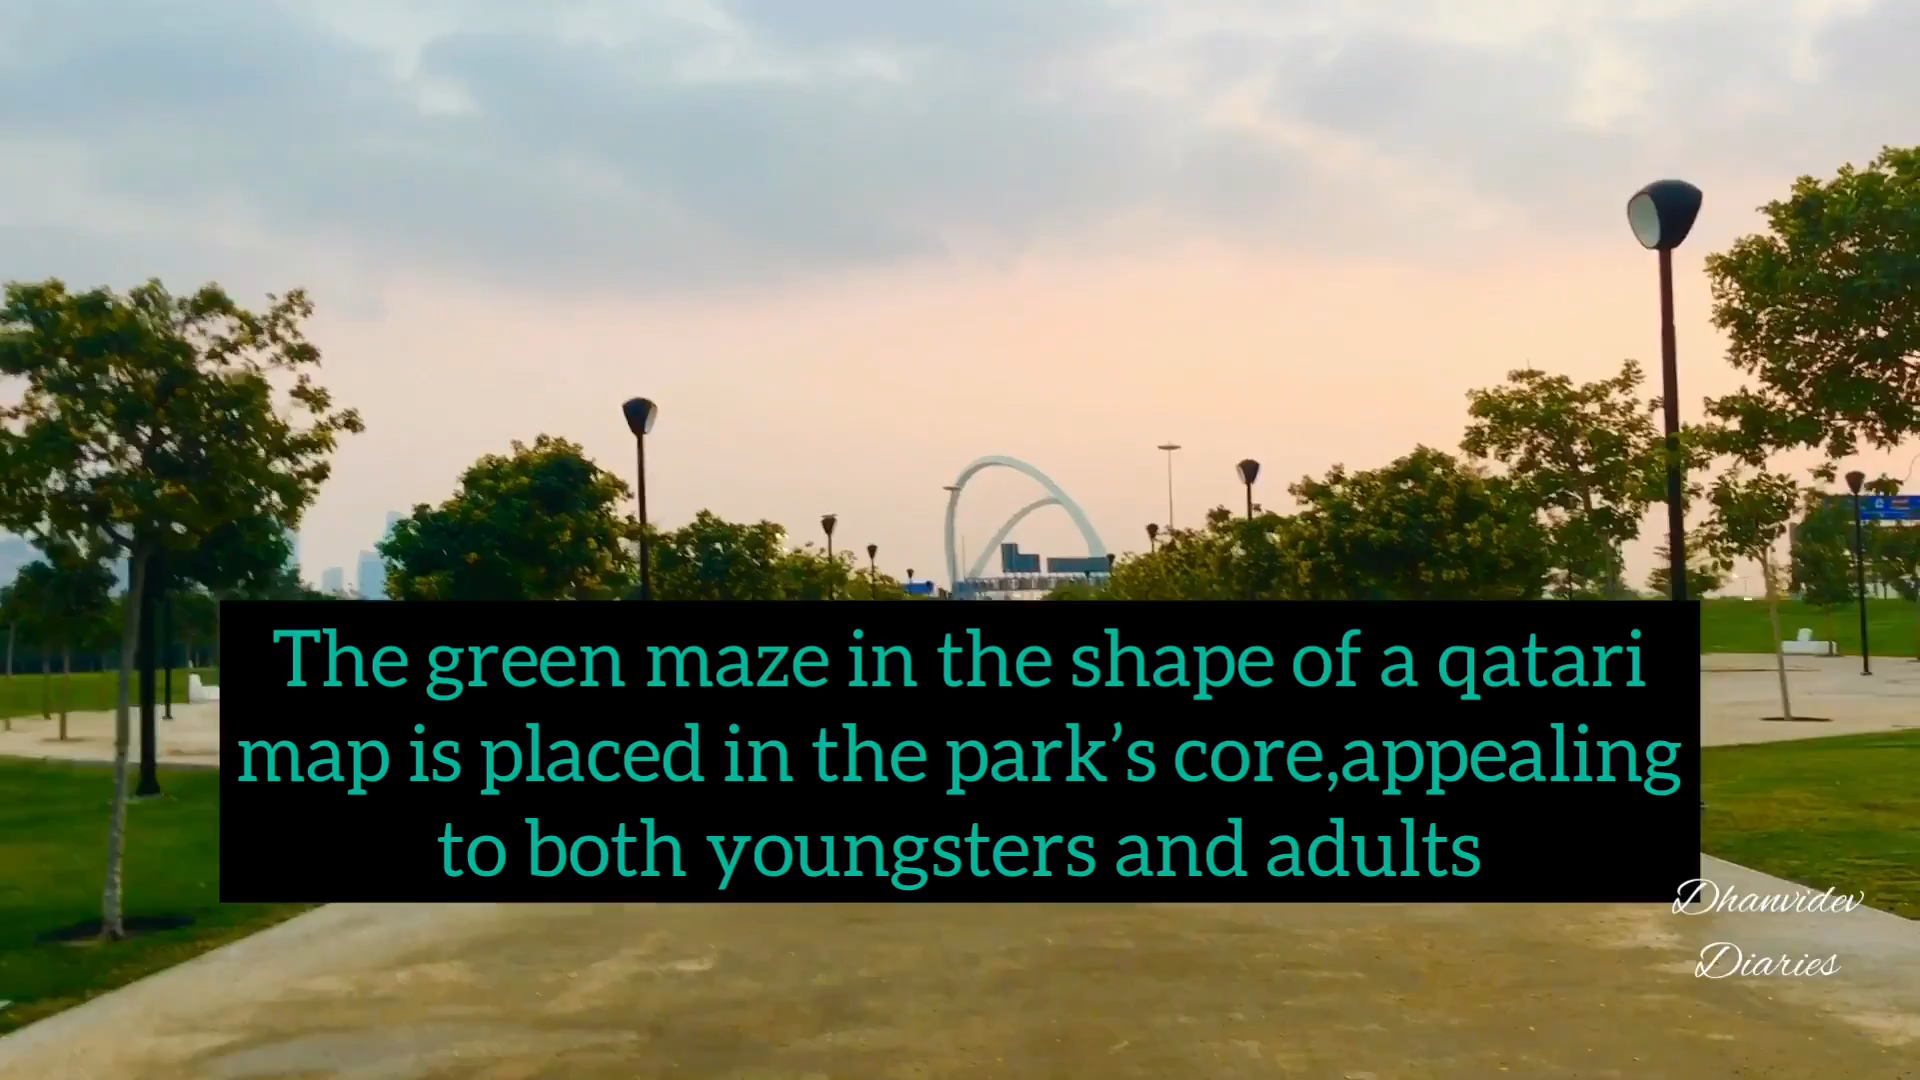 The green maze in the shape of a qatari
map is placed in the park’s core,appealing
to both youngsters and adults
Dhanvidev
Diaries